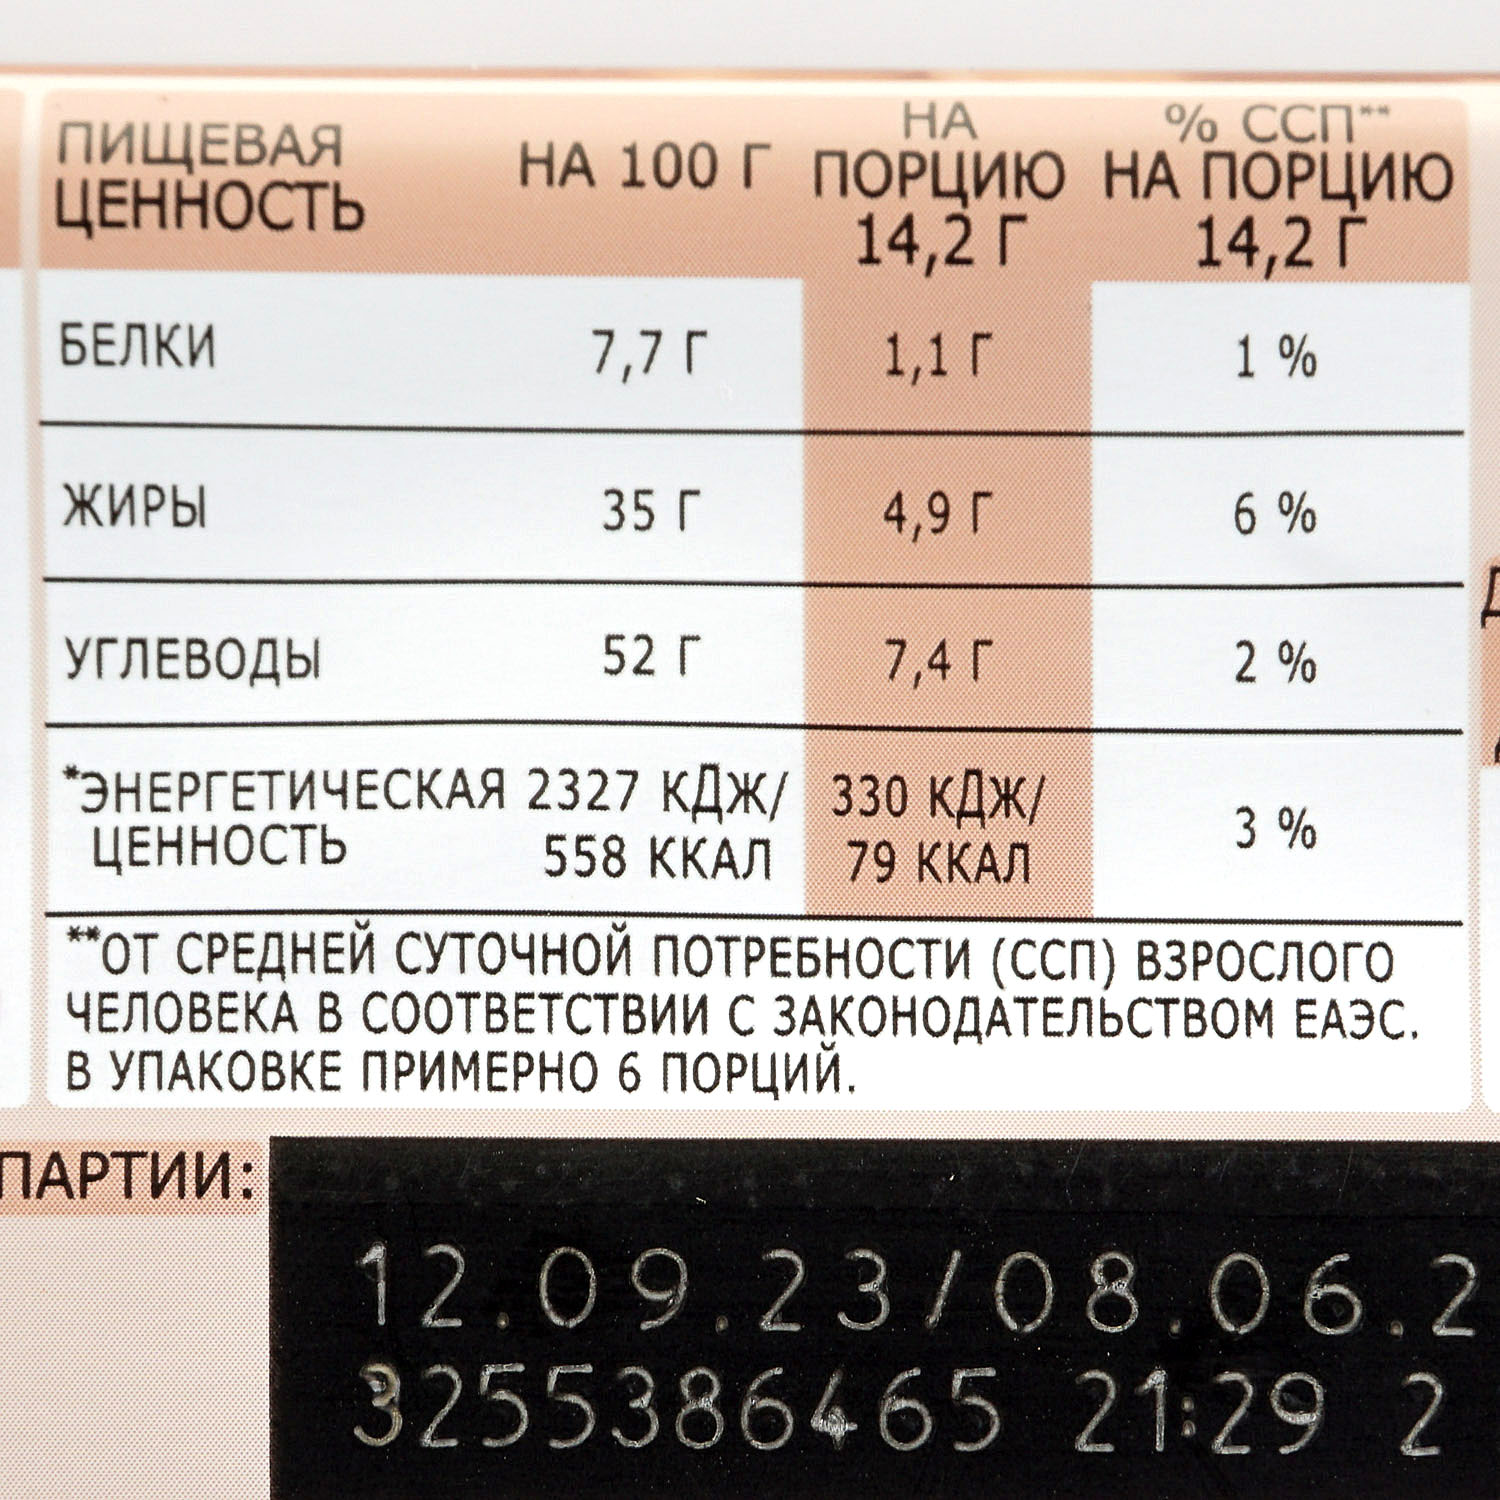 ПИЩЕВАЯ ЦЕННОСТЬ НА 100 Г НА ПОРЦИЮ 14,2 Г % ССП** НА ПОРЦИЮ 14,2 Г
БЕЛКИ 7,7 Г 1,1 Г 1 %
ЖИРЫ 35 Г 4,9 Г 6 %
УГЛЕВОДЫ 52 Г 7,4 Г 2 %
*ЭНЕРГЕТИЧЕСКАЯ ЦЕННОСТЬ 2327 КДЖ/ 558 ККАЛ 330 КДЖ/ 79 ККАЛ 3 %
**ОТ СРЕДНЕЙ СУТОЧНОЙ ПОТРЕБНОСТИ (ССП) ВЗРОСЛОГО
ЧЕЛОВЕКА В СООТВЕТСТВИИ С ЗАКОНОДАТЕЛЬСТВОМ ЕАЭС.
В УПАКОВКЕ ПРИМЕРНО 6 ПОРЦИЙ.
ПАРТИИ:
12.09.23/08.06.2
3255386465 21:29 2